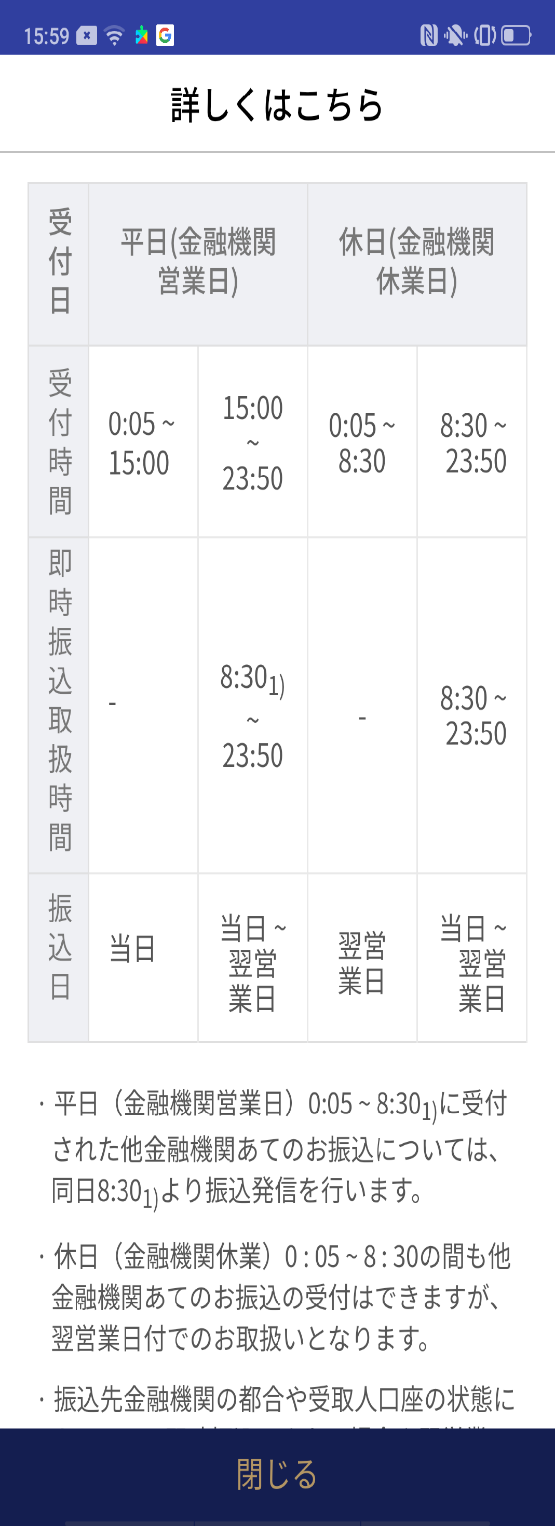 15:59
詳しくはこちら
受付日
平日(金融機関
営業日)
休日(金融機関
休業日)
受付時間
0:05 ~
15:00
15:00
~
23:50
0:05 ~
8:30
8:30 ~
23:50
即時振込取扱時間
-
8:301)
~
23:50
-
8:30 ~
23:50
振込日
当日
当日 ~
翌営
業日
翌営
業日
当日 ~
翌営
業日
· 平日（金融機関営業日）0:05 ~ 8:301)に受付
された他金融機関あてのお振込については、
同日8:301)より振込発信を行います。
· 休日（金融機関休業）0 : 05 ~ 8 : 30の間も他
金融機関あてのお振込の受付はできますが、
翌営業日付でのお取扱いとなります。
· 振込先金融機関の都合や受取人口座の状態に
閉じる